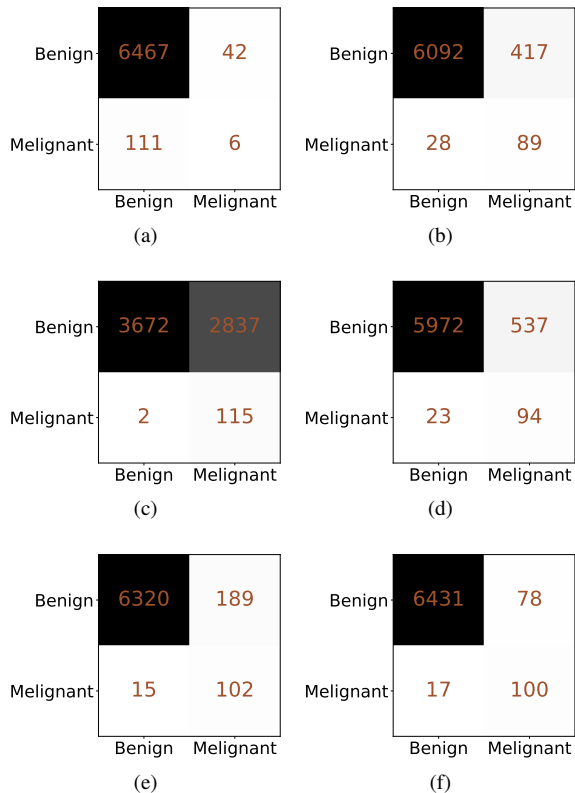 Benign 6467 42
Melignant 111 6
Benign Melignant
(a)
Benign 6092 417
Melignant 28 89
Benign Melignant
(b)
Benign 3672 2837
Melignant 2 115
Benign Melignant
(c)
Benign 5972 537
Melignant 23 94
Benign Melignant
(d)
Benign 6320 189
Melignant 15 102
Benign Melignant
(e)
Benign 6431 78
Melignant 17 100
Benign Melignant
(f)